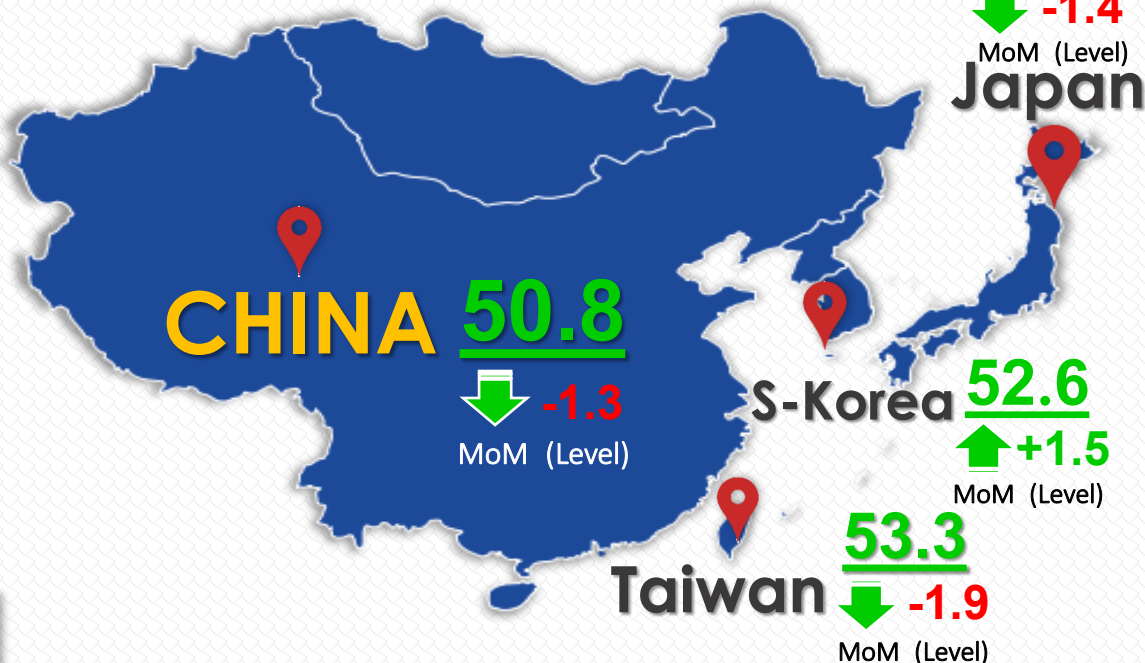 -1.4
MoM (Level)
Japan
CHINA 50.8
-1.3
MoM (Level)
S-Korea 52.6
+1.5
MoM (Level)
Taiwan 53.3
-1.9
MoM (Level)